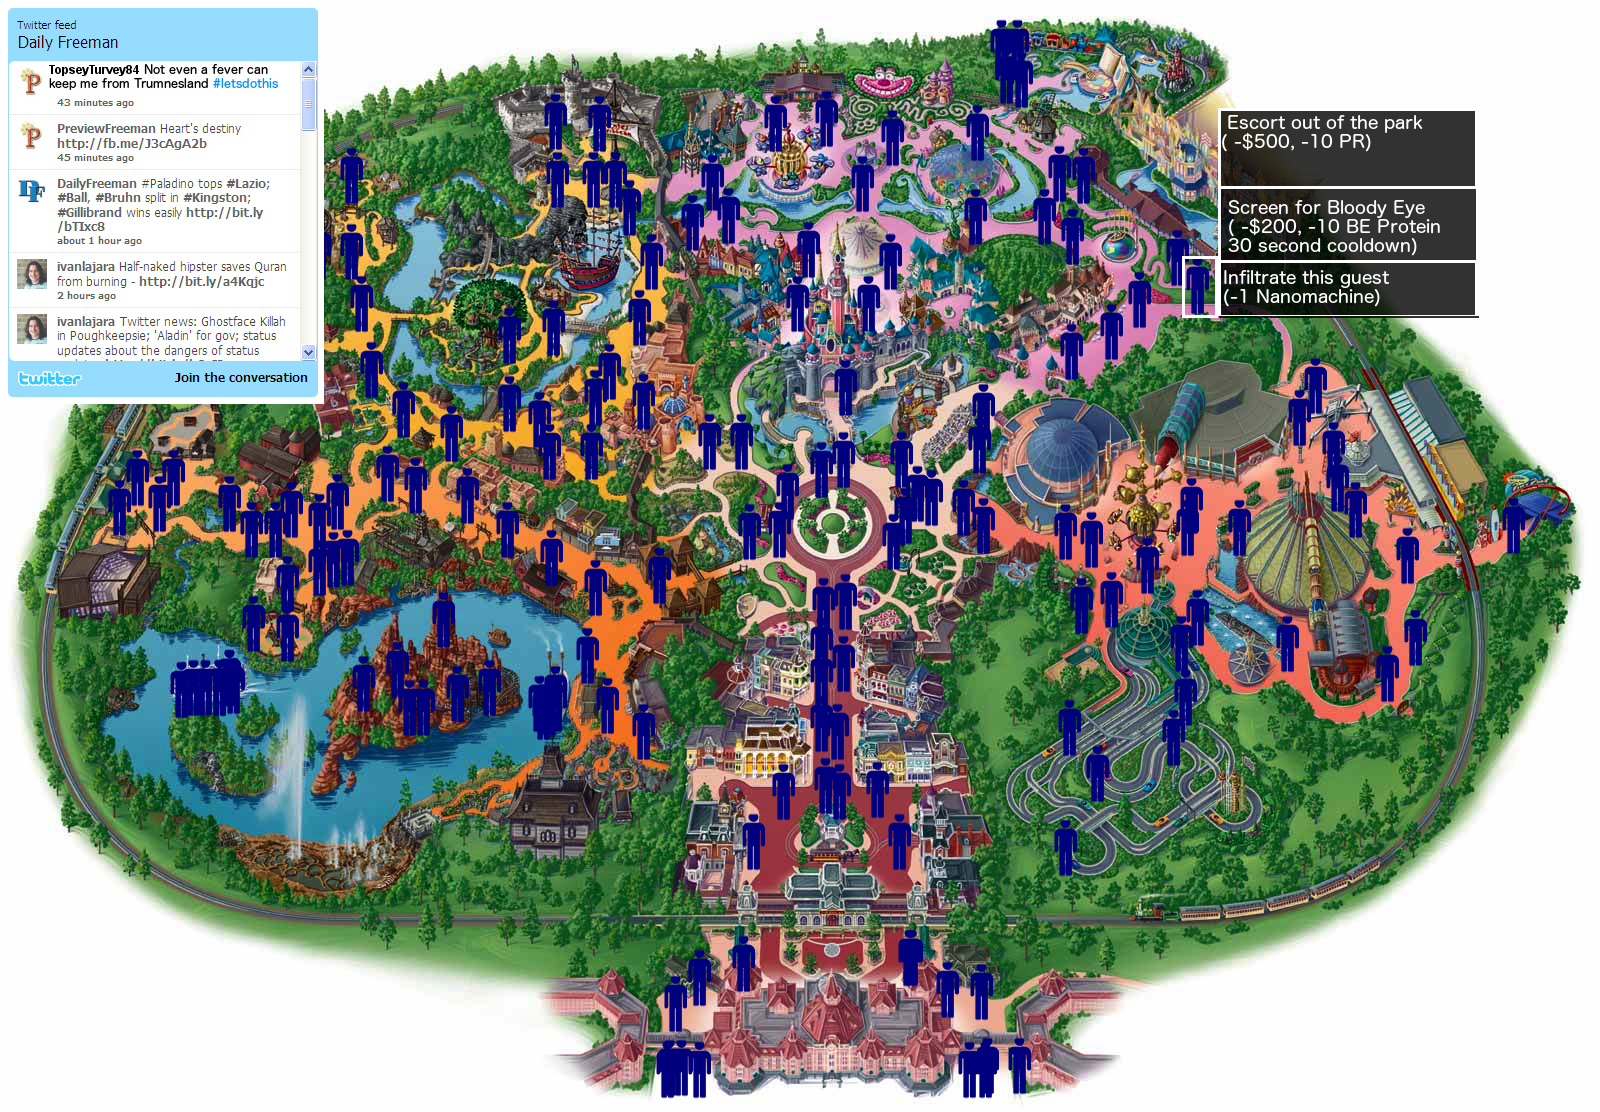 Twitter feed
Daily Freeman
TopseyTurvey84 Not even a fever can
keep me from Trumnesland #letsdothis
43 minutes ago
PreviewFreeman Heart's destiny
http://fb.me/J3cAgA2b
45 minutes ago
DailyFreeman #Paladino tops #Lazio;
#Ball, #Bruhn split in #Kingston;
#Gillibrand wins easily http://bit.ly
/bTIxc8
about 1 hour ago
ivanlajara Half-naked hipster saves Quran
from burning - http://bit.ly/a4Kqjc
2 hours ago
ivanlajara Twitter news: Ghostface Killah
in Poughkeepsie; 'Aladin' for gov; status
updates about the dangers of status
twitter
Join the conversation
Escort out of the park
( -$500, -10 PR)
Screen for Bloody Eye
( -$200, -10 BE Protein
30 second cooldown)
Infiltrate this guest
(-1 Nanomachine)